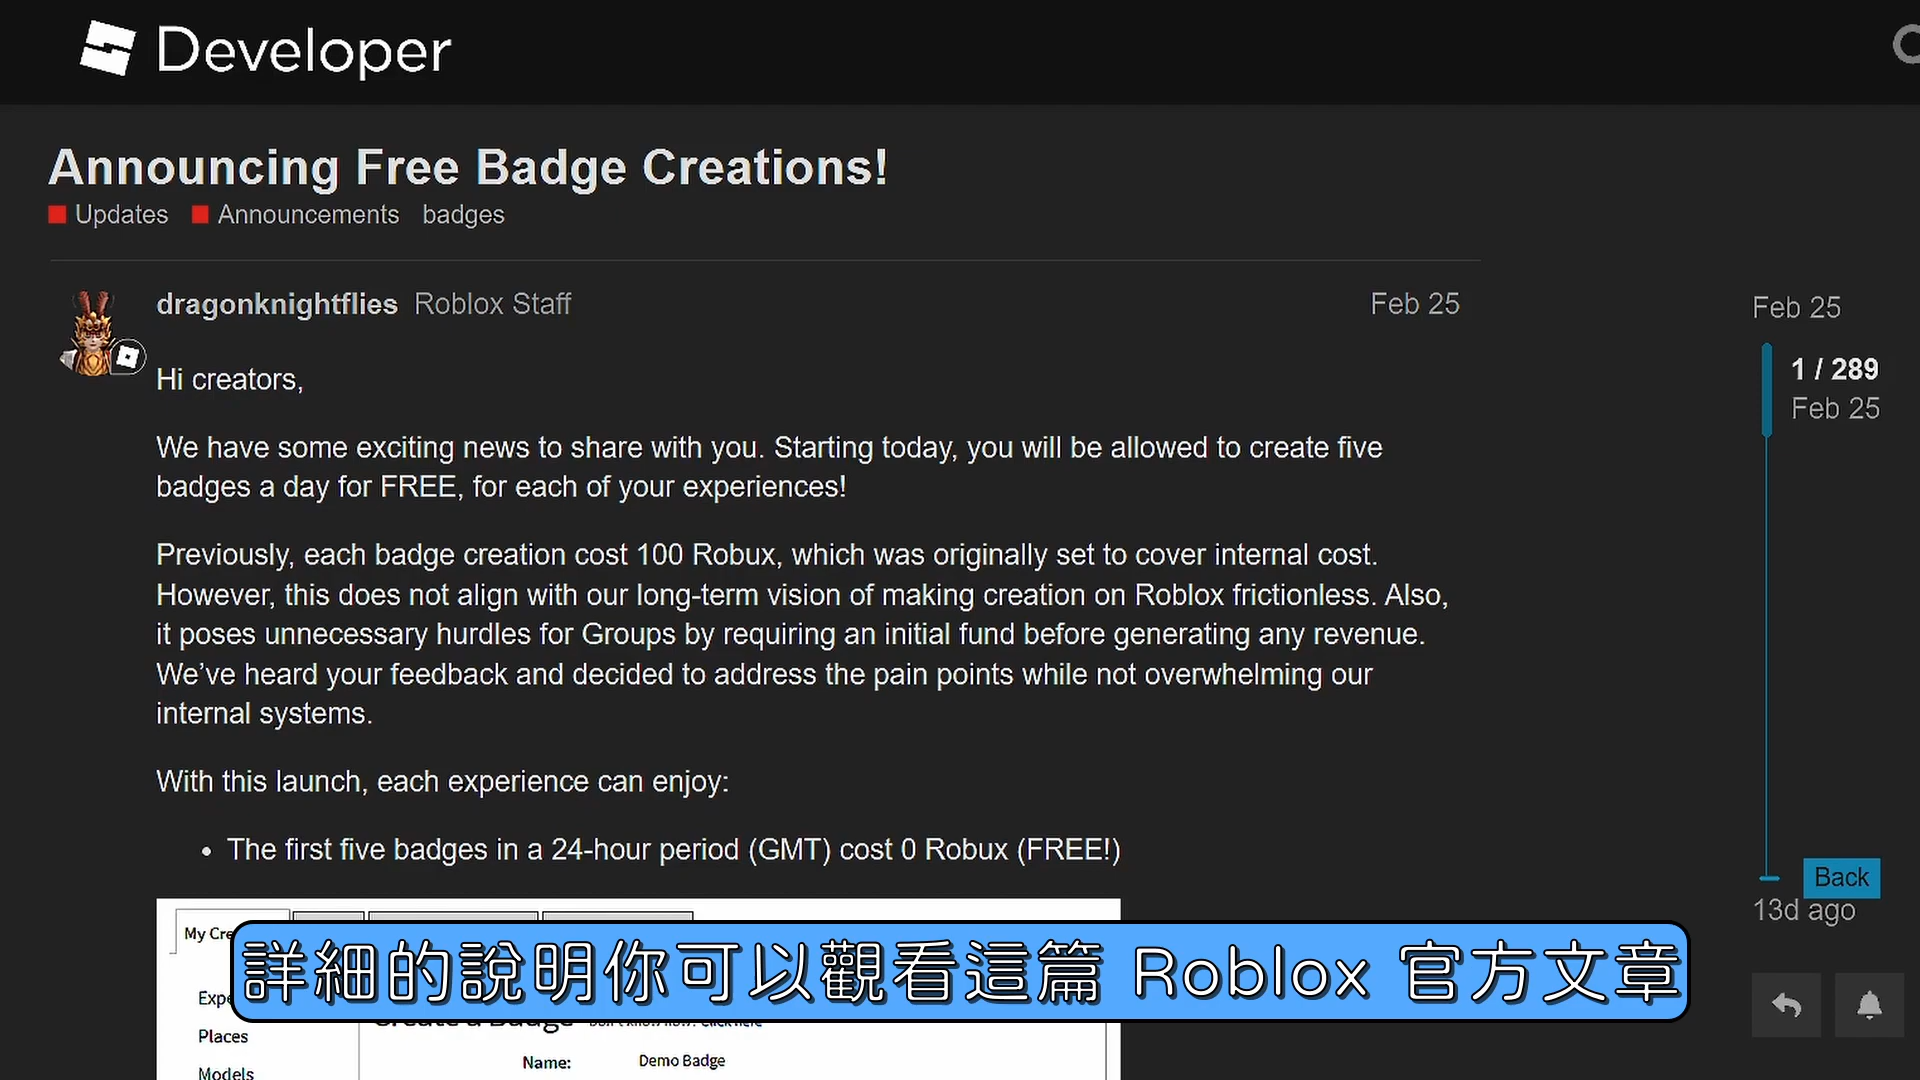 Developer
Announcing Free Badge Creations!
Updates Announcements badges
dragonknightflies Roblox Staff Feb 25
Feb 25
1 / 289
Feb 25
Hi creators,
We have some exciting news to share with you. Starting today, you will be allowed to create five
badges a day for FREE, for each of your experiences!
Previously, each badge creation cost 100 Robux, which was originally set to cover internal cost.
However, this does not align with our long-term vision of making creation on Roblox frictionless. Also,
it poses unnecessary hurdles for Groups by requiring an initial fund before generating any revenue.
We’ve heard your feedback and decided to address the pain points while not overwhelming our
internal systems.
With this launch, each experience can enjoy:
• The first five badges in a 24-hour period (GMT) cost 0 Robux (FREE!)
Back
13d ago
My Cre
詳細的說明你可以觀看這篇 Roblox 官方文章
Expe
Create a Badge
Places
Name: Demo Badge
Models